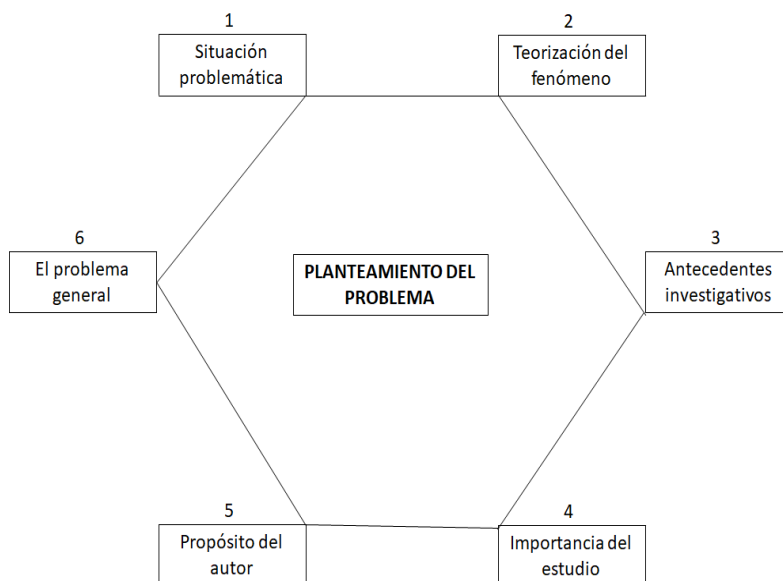 1
Situación
problemática
2
Teorización del
fenómeno
3
Antecedentes
investigativos
4
Importancia del
estudio
5
Propósito del
autor
6
El problema
general
PLANTEAMIENTO DEL
PROBLEMA